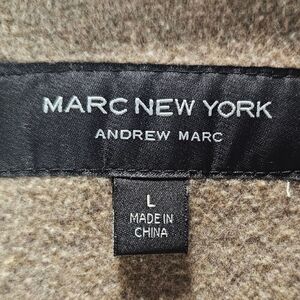 MARC NEW YORK
ANDREW MARC
L
MADE IN
CHINA